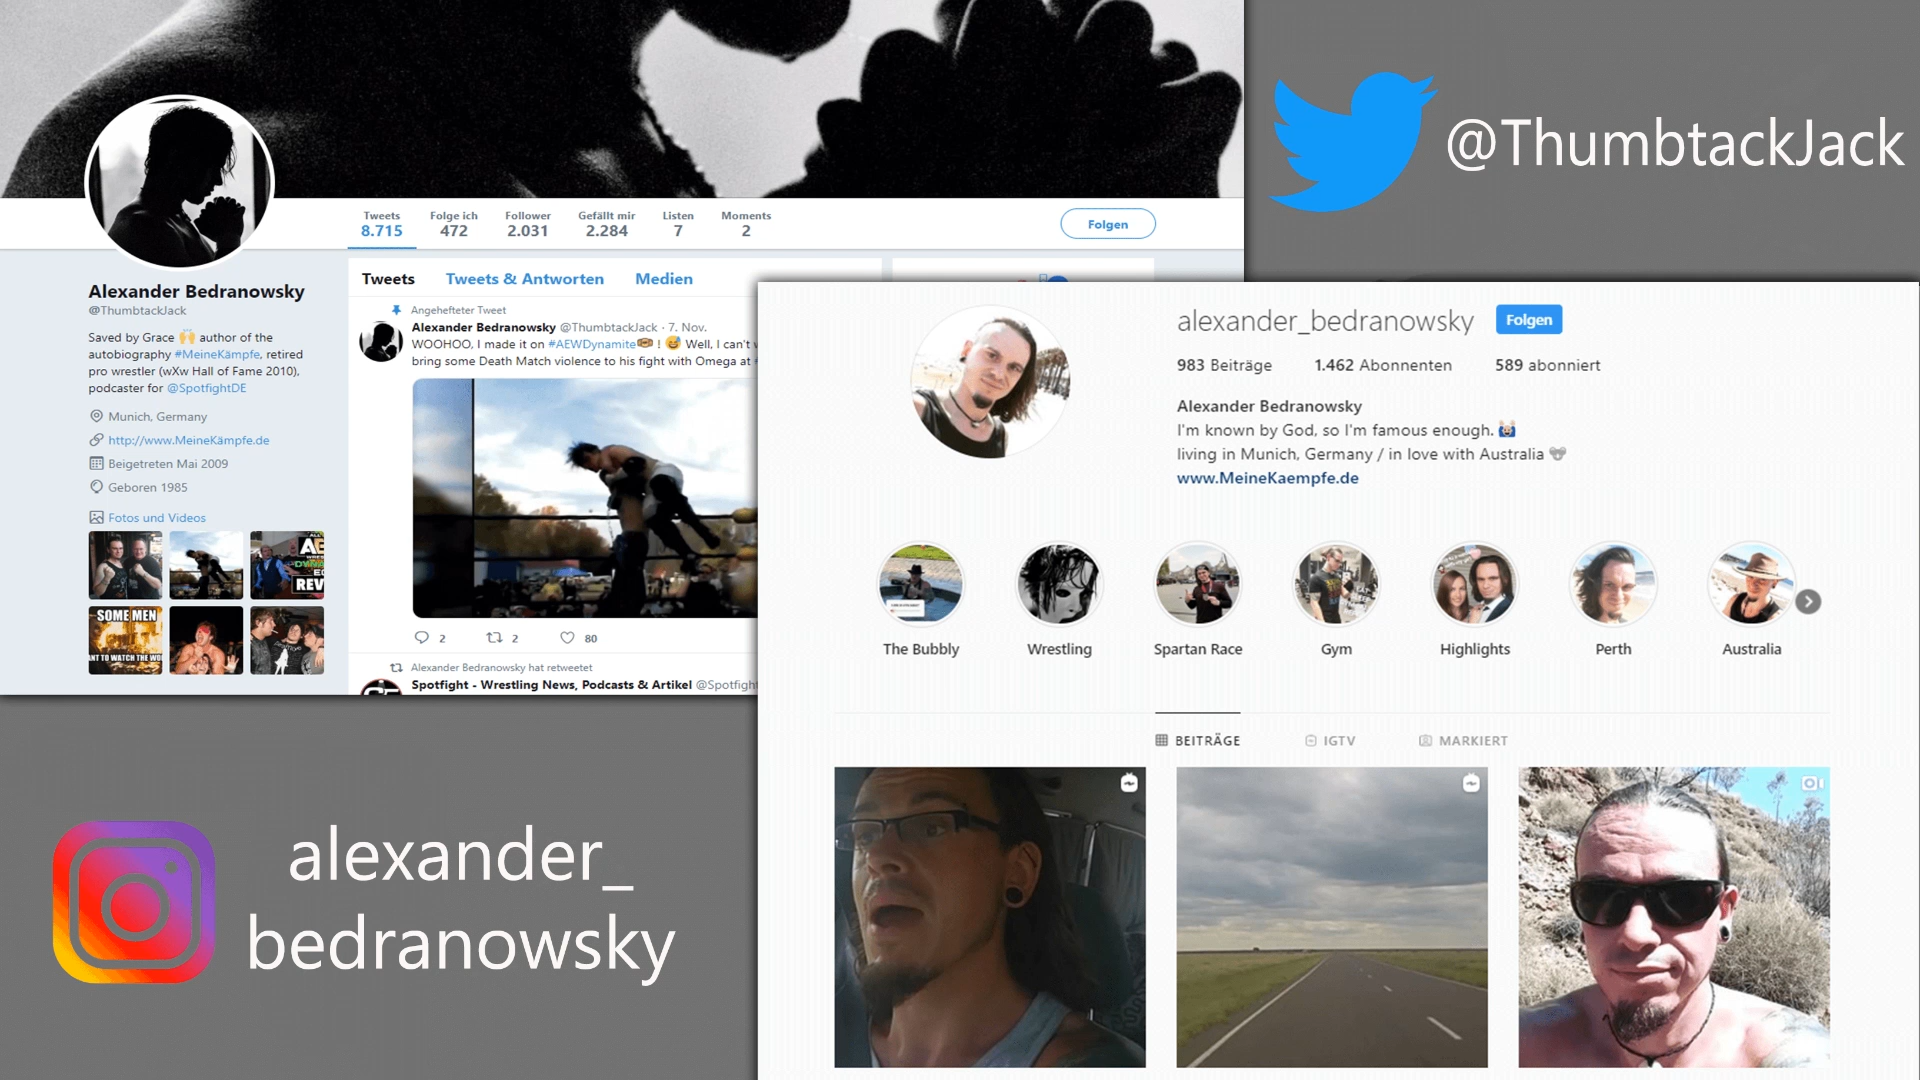 @ThumbtackJack
Tweets
8.715
Folge ich
472
Follower
2.031
Gefällt mir
2.284
Listen
7
Moments
2
Folgen
Alexander Bedranowsky
@ThumbtackJack
Saved by Grace 🙌 author of the
autobiography #MeineKämpfe, retired
pro wrestler (wXw Hall of Fame 2010),
podcaster for @SpotfightDE
Munich, Germany
http://www.MeineKämpfe.de
Beigetreten Mai 2009
Geboren 1985
Fotos und Videos
SOME MEN
Tweets
Tweets & Antworten
Medien
Angehefteter Tweet
Alexander Bedranowsky @ThumbtackJack · 7. Nov.
WOOHOO, I made it on #AEWDynamite ! 😅 Well, I can't
bring some Death Match violence to his fight with Omega at
2
2
80
Alexander Bedranowsky hat retweetet
Spotfight - Wrestling News, Podcasts & Artikel @Spotfight
alexander_bedranowsky
Folgen
983 Beiträge
1.462 Abonnenten
589 abonniert
Alexander Bedranowsky
I'm known by God, so I'm famous enough.
living in Munich, Germany / in love with Australia 🐨
www.MeineKaempfe.de
The Bubbly
Wrestling
Spartan Race
Gym
Highlights
Perth
Australia
BEITRÄGE
IGTV
MARKIERT
alexander_
bedranowsky